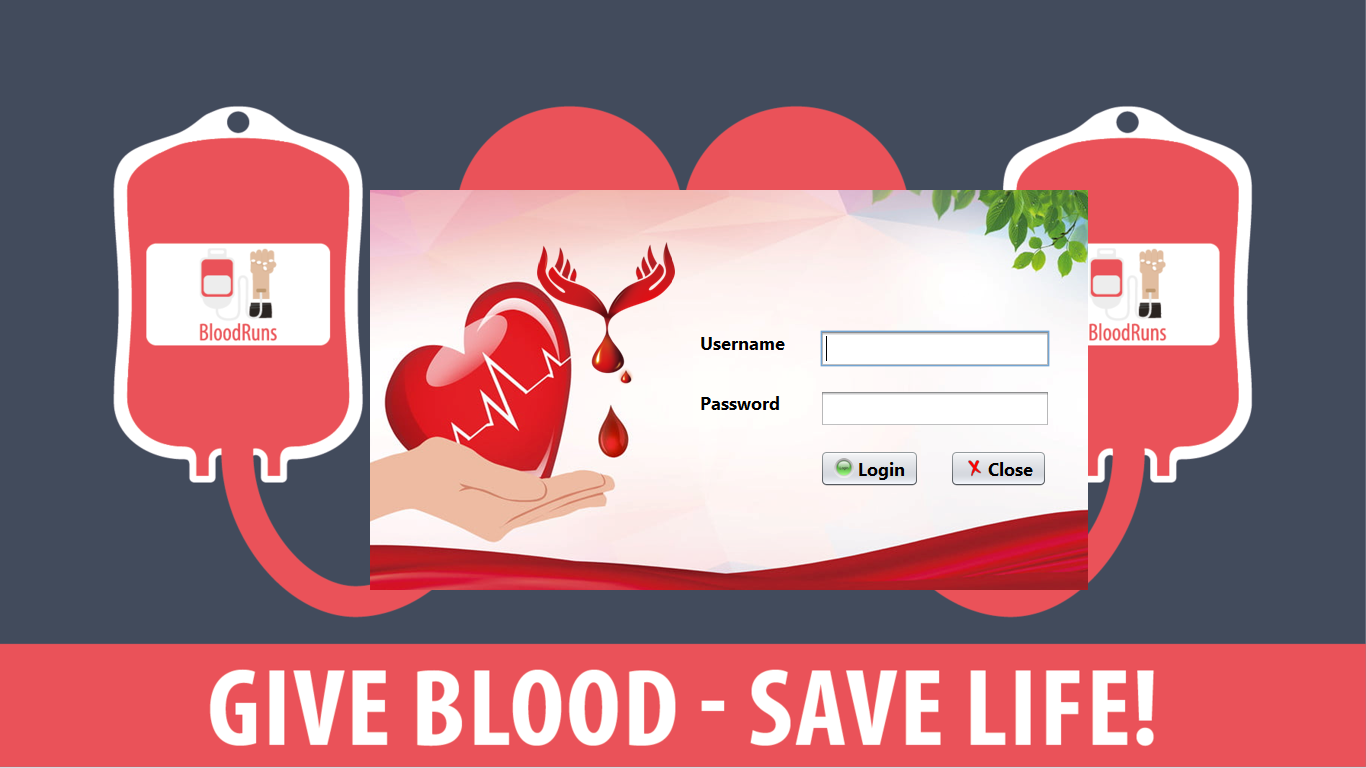 BloodRuns
BloodRuns
Username
Password
Login
Close
GIVE BLOOD - SAVE LIFE!